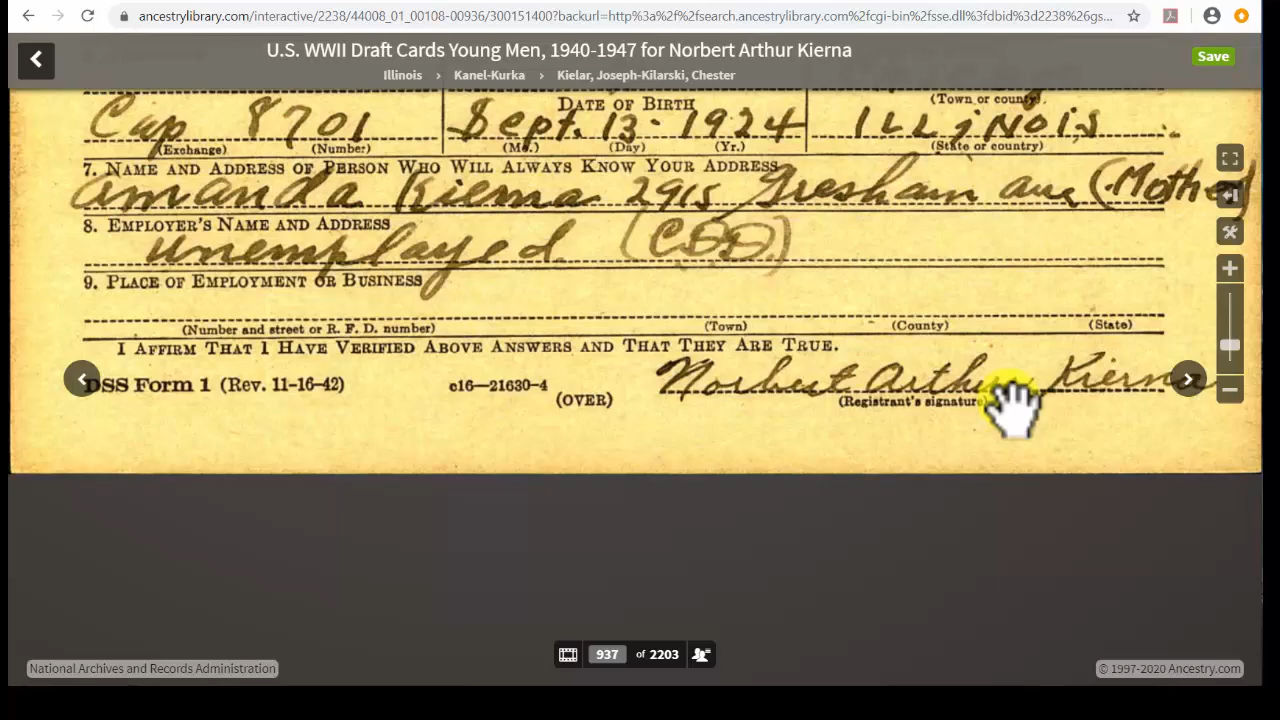 ancestrylibrary.com/interactive/2238/44008_01_00108-00936/300151400?backurl=http%3a%2f%2fsearch.ancestrylibrary.com%2fcgi-bin%2fsse.dll%3fdbid%3d2238%26gs...
U.S. WWII Draft Cards Young Men, 1940-1947 for Norbert Arthur Kierna
Save
Illinois › Kanel-Kurka › Kielar, Joseph-Kilarski, Chester
DATE OF BIRTH (Town or county)
Cap 8701 Sept. 13 - 1924 ILLiNois
(Exchange) (Number) (Mo.) (Day) (Yr.) (State or country)
7. NAME AND ADDRESS OF PERSON WHO WILL ALWAYS KNOW YOUR ADDRESS
Amanda Kierna 2915 Gresham ave (Mother)
8. EMPLOYER'S NAME AND ADDRESS
unemployed
9. PLACE OF EMPLOYMENT OR BUSINESS
(Number and street or R. F. D. number) (Town) (County) (State)
I AFFIRM THAT I HAVE VERIFIED ABOVE ANSWERS AND THAT THEY ARE TRUE.
DSS Form 1 (Rev. 11-16-42) c16—21630-4 Norbert Arthur Kierna
(OVER) (Registrant's signature)
937 of 2203
National Archives and Records Administration
© 1997-2020 Ancestry.com